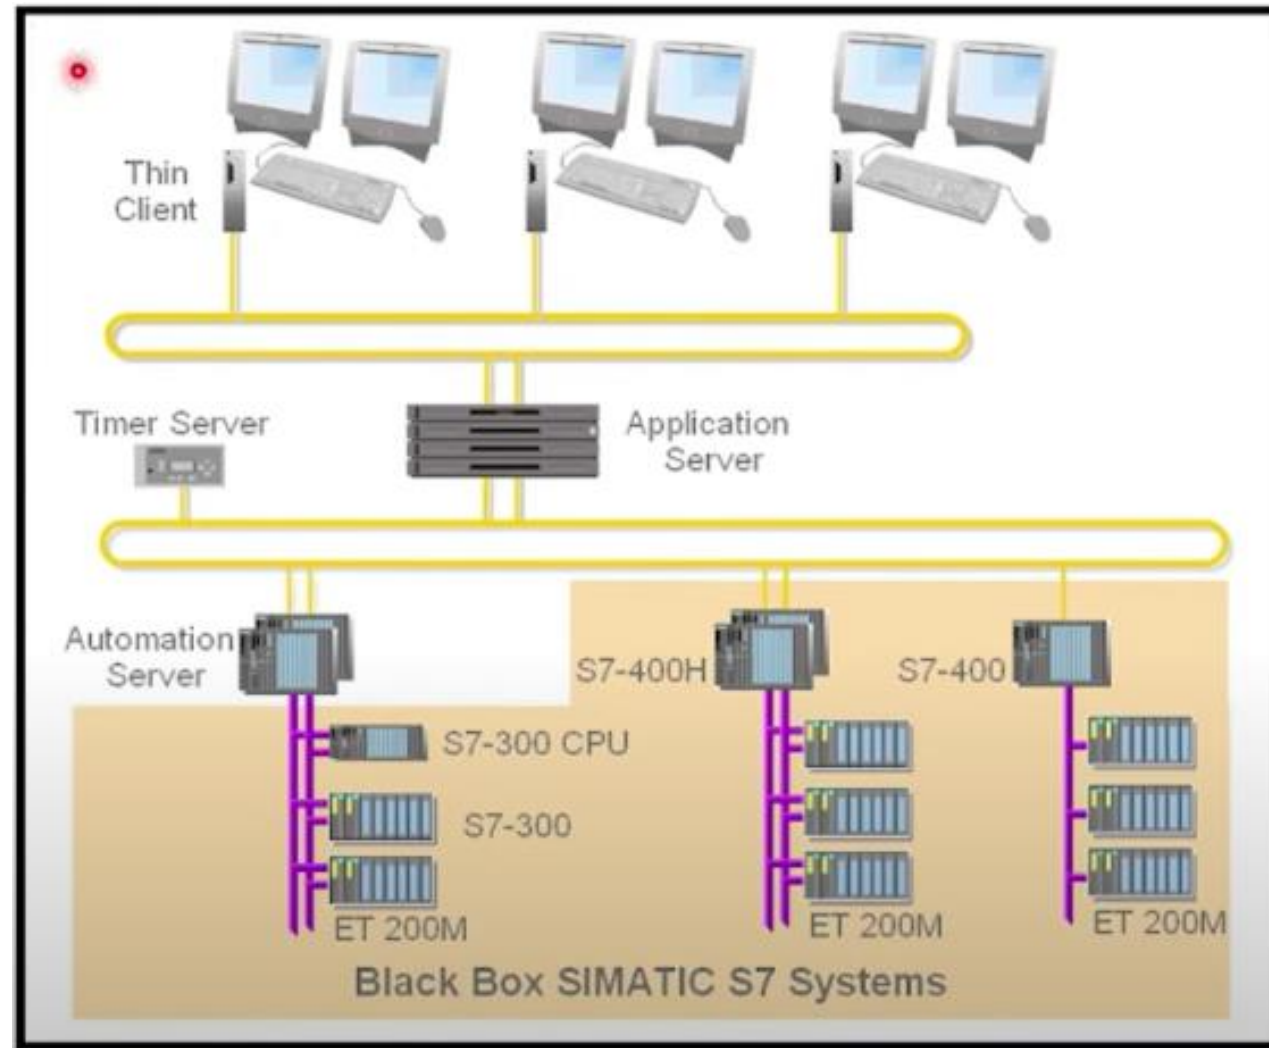 Thin
Client
Timer Server
Application
Server
Automation
Server
S7-400H
S7-400
S7-300 CPU
S7-300
ET 200M
ET 200M
ET 200M
Black Box SIMATIC S7 Systems